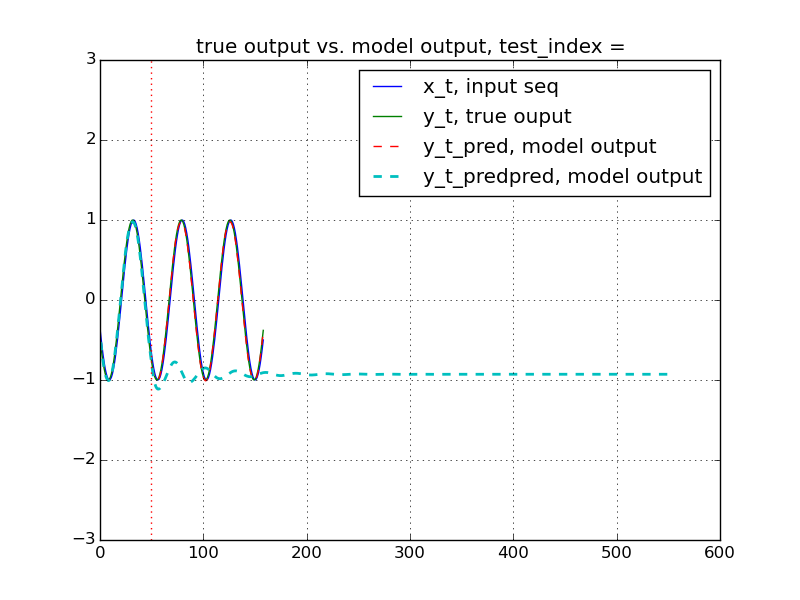 true output vs. model output, test_index =
x_t, input seq
y_t, true ouput
y_t_pred, model output
y_t_predpred, model output
3
2
1
0
−1
−2
−3
0 100 200 300 400 500 600